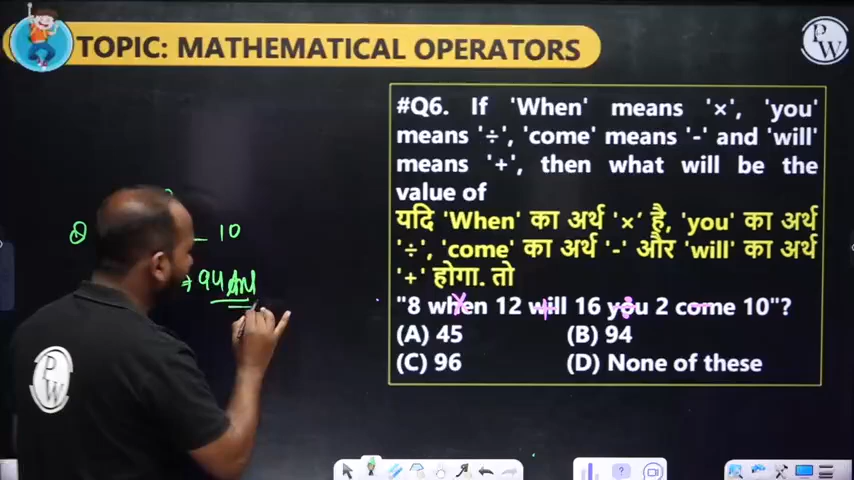 TOPIC: MATHEMATICAL OPERATORS
PW
#Q6. If 'When' means '×', 'you'
means '÷', 'come' means '-' and 'will'
means '+', then what will be the
value of
यदि 'When' का अर्थ '×' है, 'you' का अर्थ
'÷', 'come' का अर्थ '-' और 'will' का अर्थ
'+' होगा. तो
"8 when 12 will 16 you 2 come 10"?
(A) 45 (B) 94
(C) 96 (D) None of these
— 10
94 Ans
PW